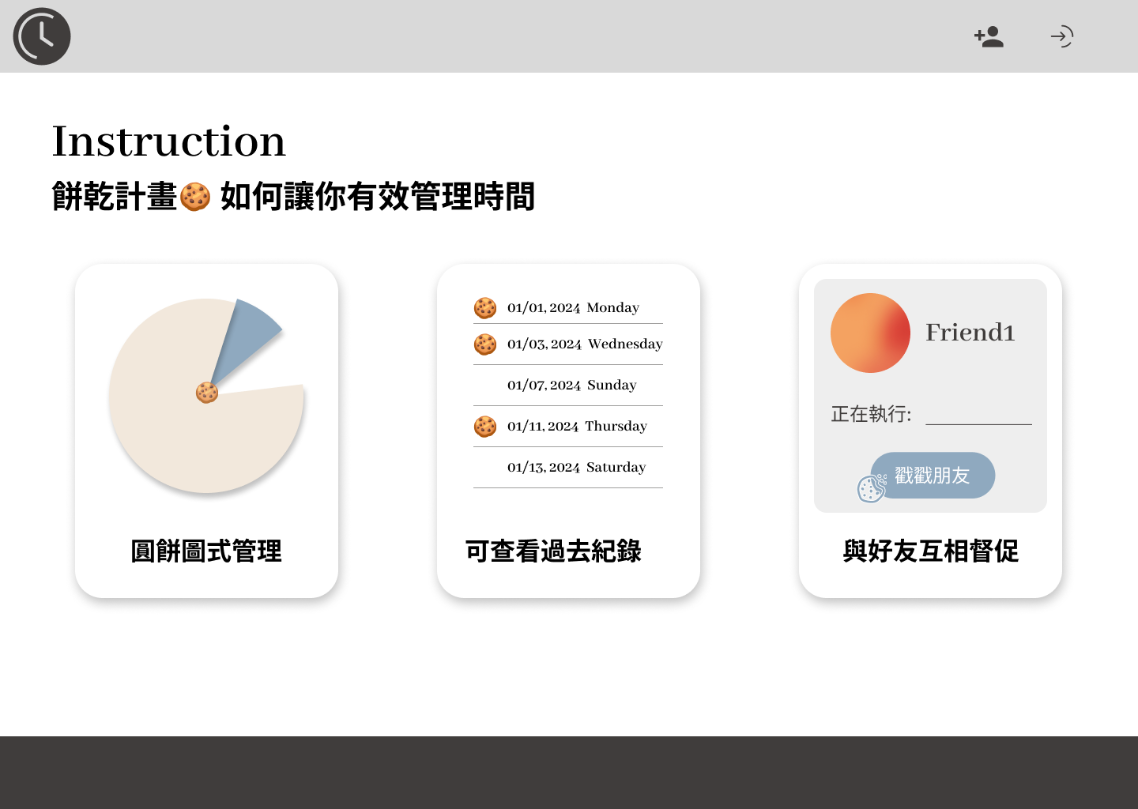 Instruction
餅乾計畫🍪 如何讓你有效管理時間
圓餅圖式管理
🍪 01/01, 2024 Monday
🍪 01/03, 2024 Wednesday
01/07, 2024 Sunday
🍪 01/11, 2024 Thursday
01/13, 2024 Saturday
可查看過去紀錄
Friend1
正在執行:
戳戳朋友
與好友互相督促